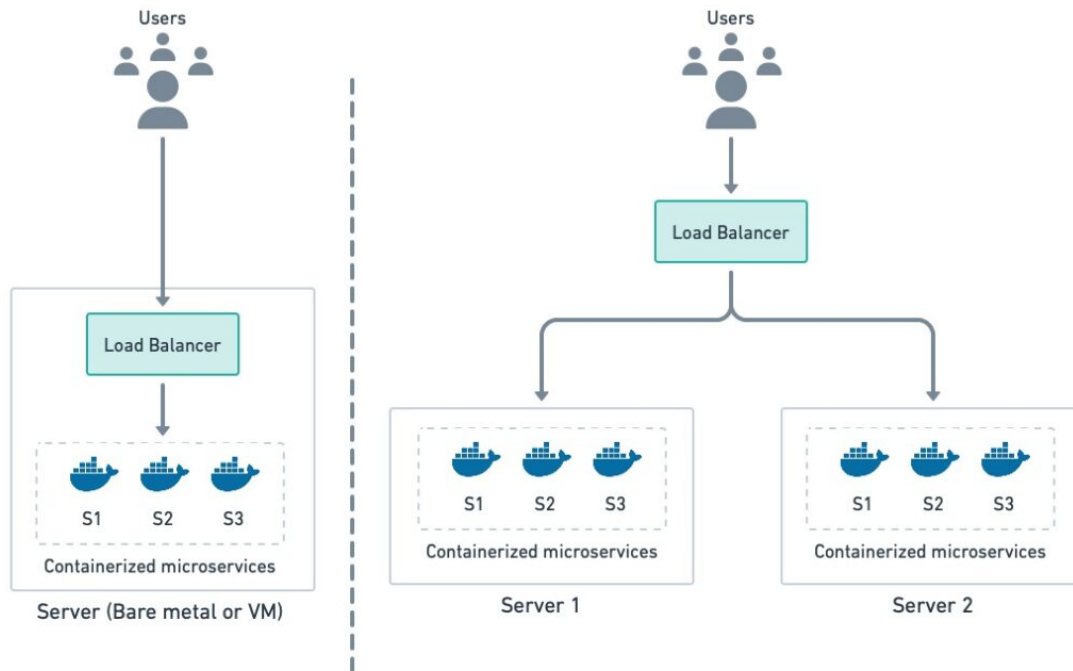 Users
Load Balancer
S1 S2 S3
Containerized microservices
Server (Bare metal or VM)
Users
Load Balancer
S1 S2 S3
Containerized microservices
Server 1
S1 S2 S3
Containerized microservices
Server 2